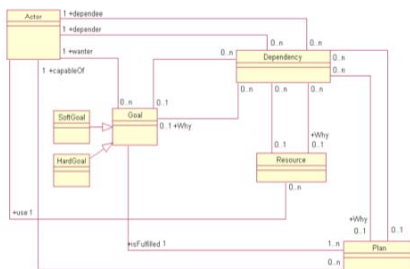 Actor
1 +dependee
1 +depender
1 +wanter
1 +capableOf
0..n
0..n
0..n
Dependency
0..n
0..n
0..n
0..n
0..n
0..n
0..1
Goal
0..1 +Why
SoftGoal
HardGoal
0..1
+Why
0..1
Resource
0..n
+use 1
+isFulfilled 1
+Why
0..1
0..1
1..n
Plan
0..n